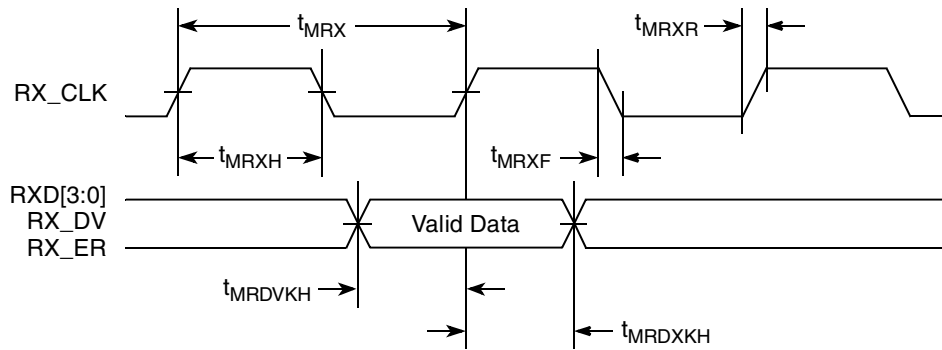 tMRX
tMRXR
RX_CLK
tMRXH
tMRXF
RXD[3:0]
RX_DV
Valid Data
RX_ER
tMRDVKH
tMRDXKH